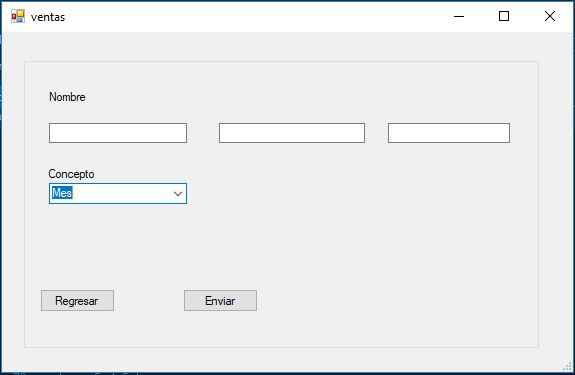 ventas
Nombre
Concepto
Mes
Regresar Enviar